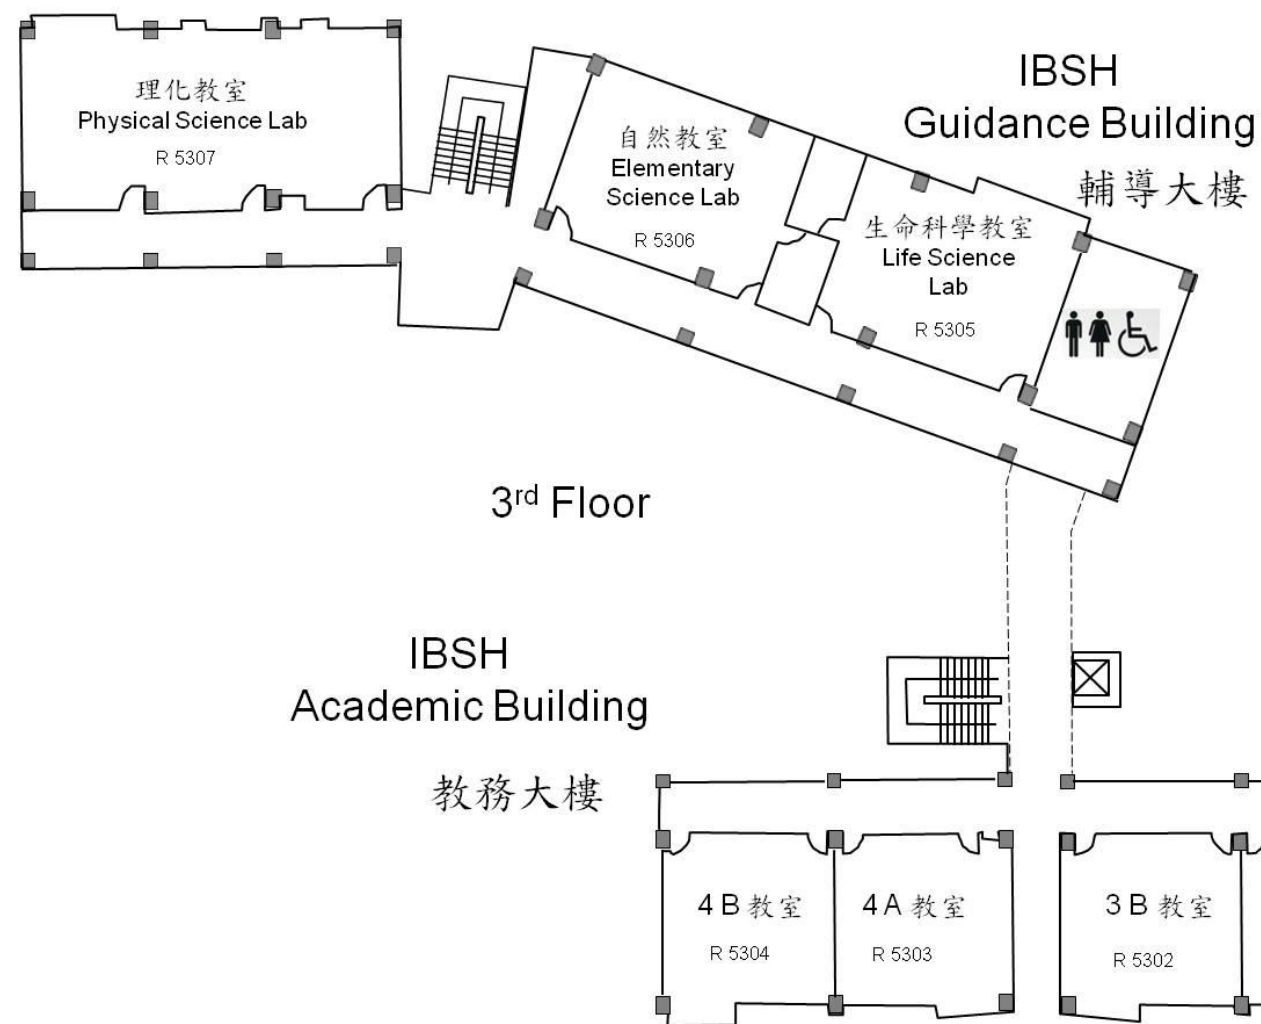 理化教室
Physical Science Lab
R 5307
自然教室
Elementary
Science Lab
R 5306
IBSH
Guidance Building
輔導大樓
生命科學教室
Life Science
Lab
R 5305
3rd Floor
IBSH
Academic Building
教務大樓
4 B 教室
R 5304
4 A 教室
R 5303
3 B 教室
R 5302